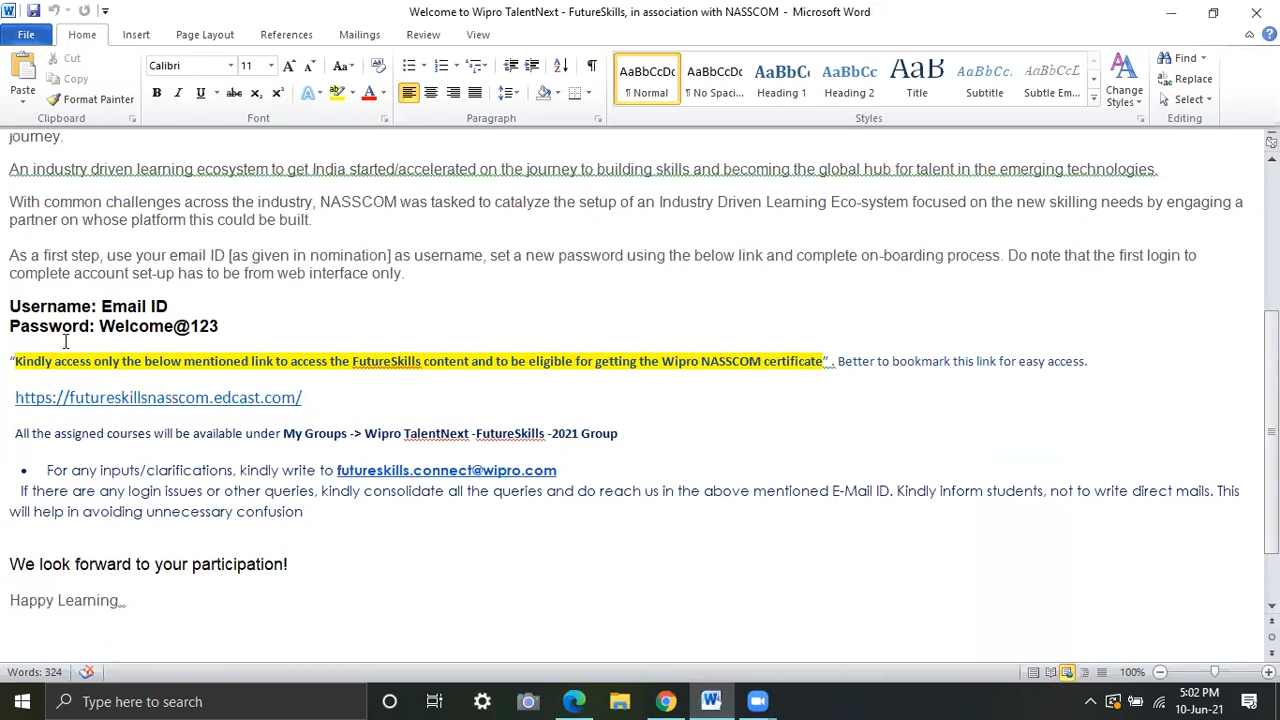 Welcome to Wipro TalentNext - FutureSkills, in association with NASSCOM - Microsoft Word
File Home Insert Page Layout References Mailings Review View
Paste Cut Copy Format Painter
Clipboard
Calibri 11
Font
Paragraph
AaBbCcDc AaBbCcDc AaBbC AaBbCc AaB AaBbCcL AaBbCcDc
¶ Normal ¶ No Spaci... Heading 1 Heading 2 Title Subtitle Subtle Em...
Styles
Change Styles
Find Replace Select
Editing
journey.
An industry driven learning ecosystem to get India started/accelerated on the journey to building skills and becoming the global hub for talent in the emerging technologies.
With common challenges across the industry, NASSCOM was tasked to catalyze the setup of an Industry Driven Learning Eco-system focused on the new skilling needs by engaging a
partner on whose platform this could be built.
As a first step, use your email ID [as given in nomination] as username, set a new password using the below link and complete on-boarding process. Do note that the first login to
complete account set-up has to be from web interface only.
Username: Email ID
Password: Welcome@123
“Kindly access only the below mentioned link to access the FutureSkills content and to be eligible for getting the Wipro NASSCOM certificate” . Better to bookmark this link for easy access.
https://futureskillsnasscom.edcast.com/
All the assigned courses will be available under My Groups -> Wipro TalentNext -FutureSkills -2021 Group
• For any inputs/clarifications, kindly write to futureskills.connect@wipro.com
If there are any login issues or other queries, kindly consolidate all the queries and do reach us in the above mentioned E-Mail ID. Kindly inform students, not to write direct mails. This
will help in avoiding unnecessary confusion
We look forward to your participation!
Happy Learning..
Words: 324
100%
Type here to search
5:02 PM
10-Jun-21